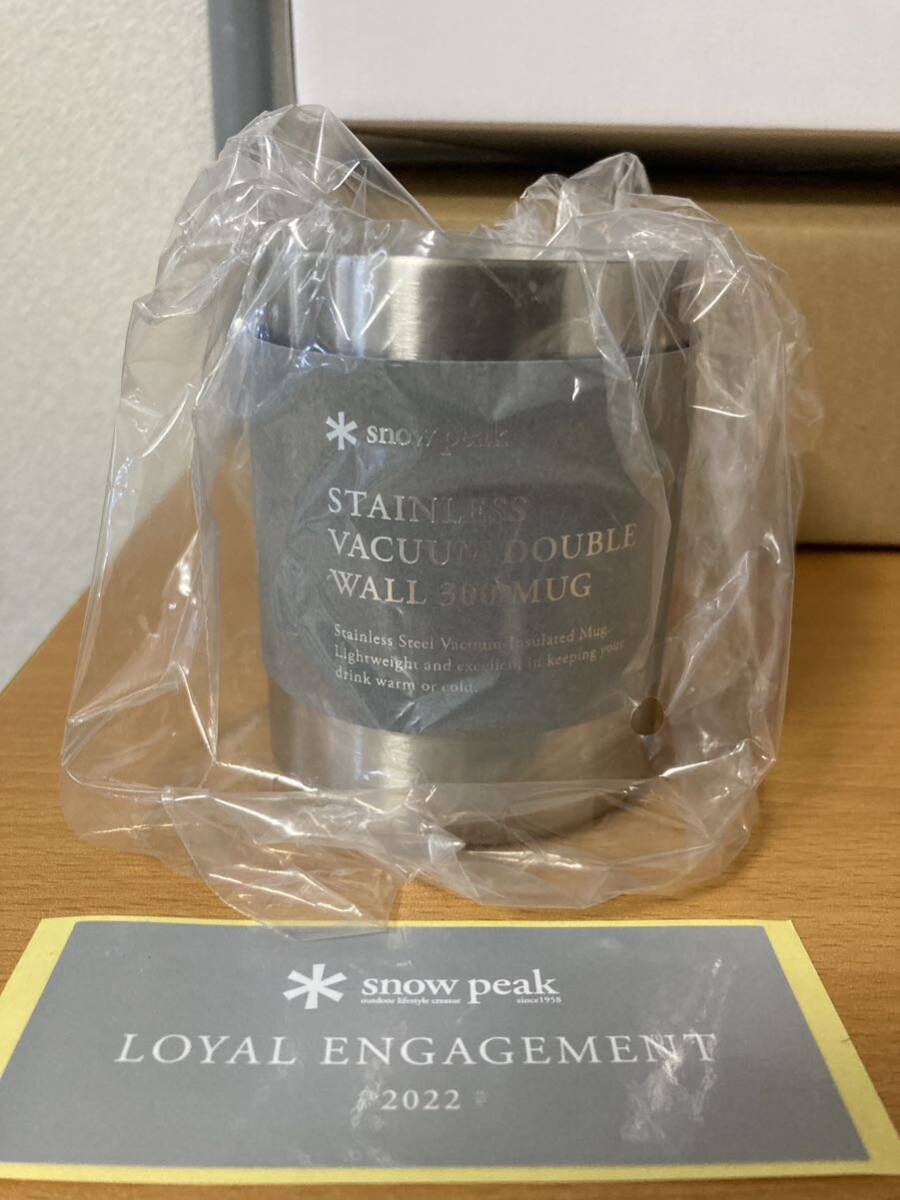 snow peak
STAINLESS
VACUUM DOUBLE
WALL 300 MUG
Stainless Steel Vacuum-Insulated Mug.
Lightweight and excellent in keeping your
drink warm or cold.
snow peak
outdoor lifestyle creator since1958
LOYAL ENGAGEMENT
2022